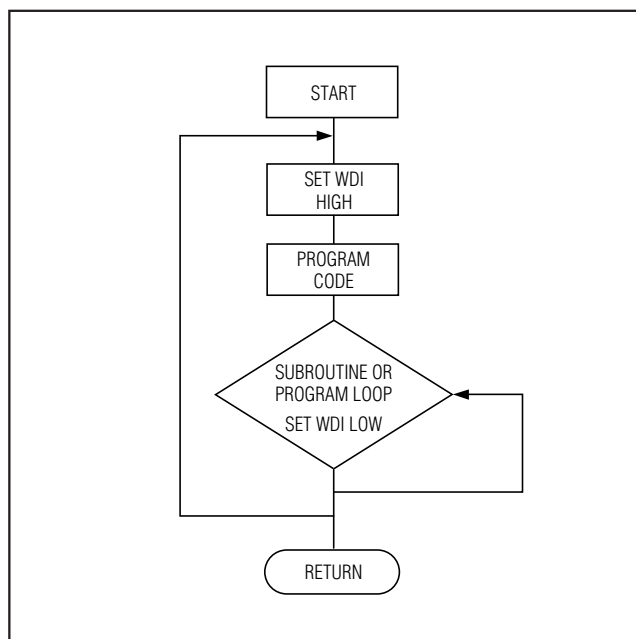 START
SET WDI
HIGH
PROGRAM
CODE
SUBROUTINE OR
PROGRAM LOOP
SET WDI LOW
RETURN